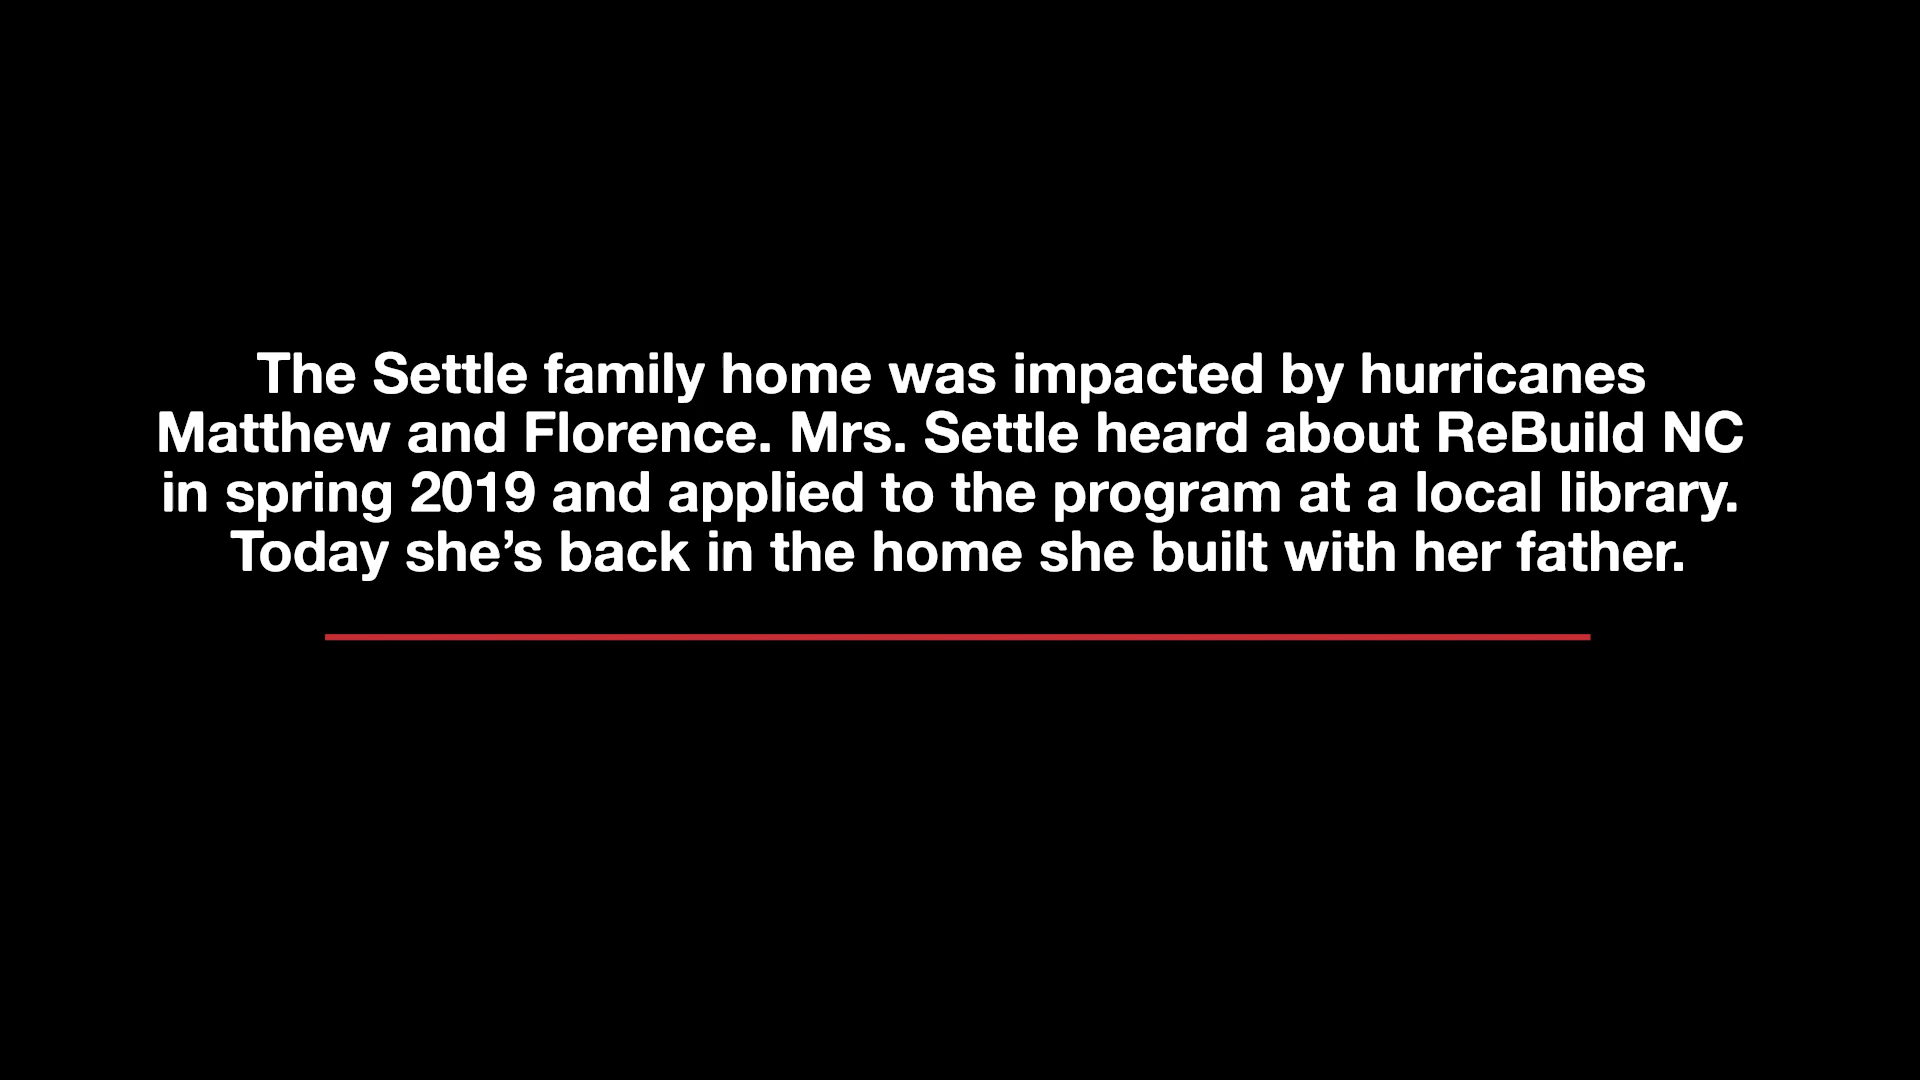 The Settle family home was impacted by hurricanes
Matthew and Florence. Mrs. Settle heard about ReBuild NC
in spring 2019 and applied to the program at a local library.
Today she’s back in the home she built with her father.